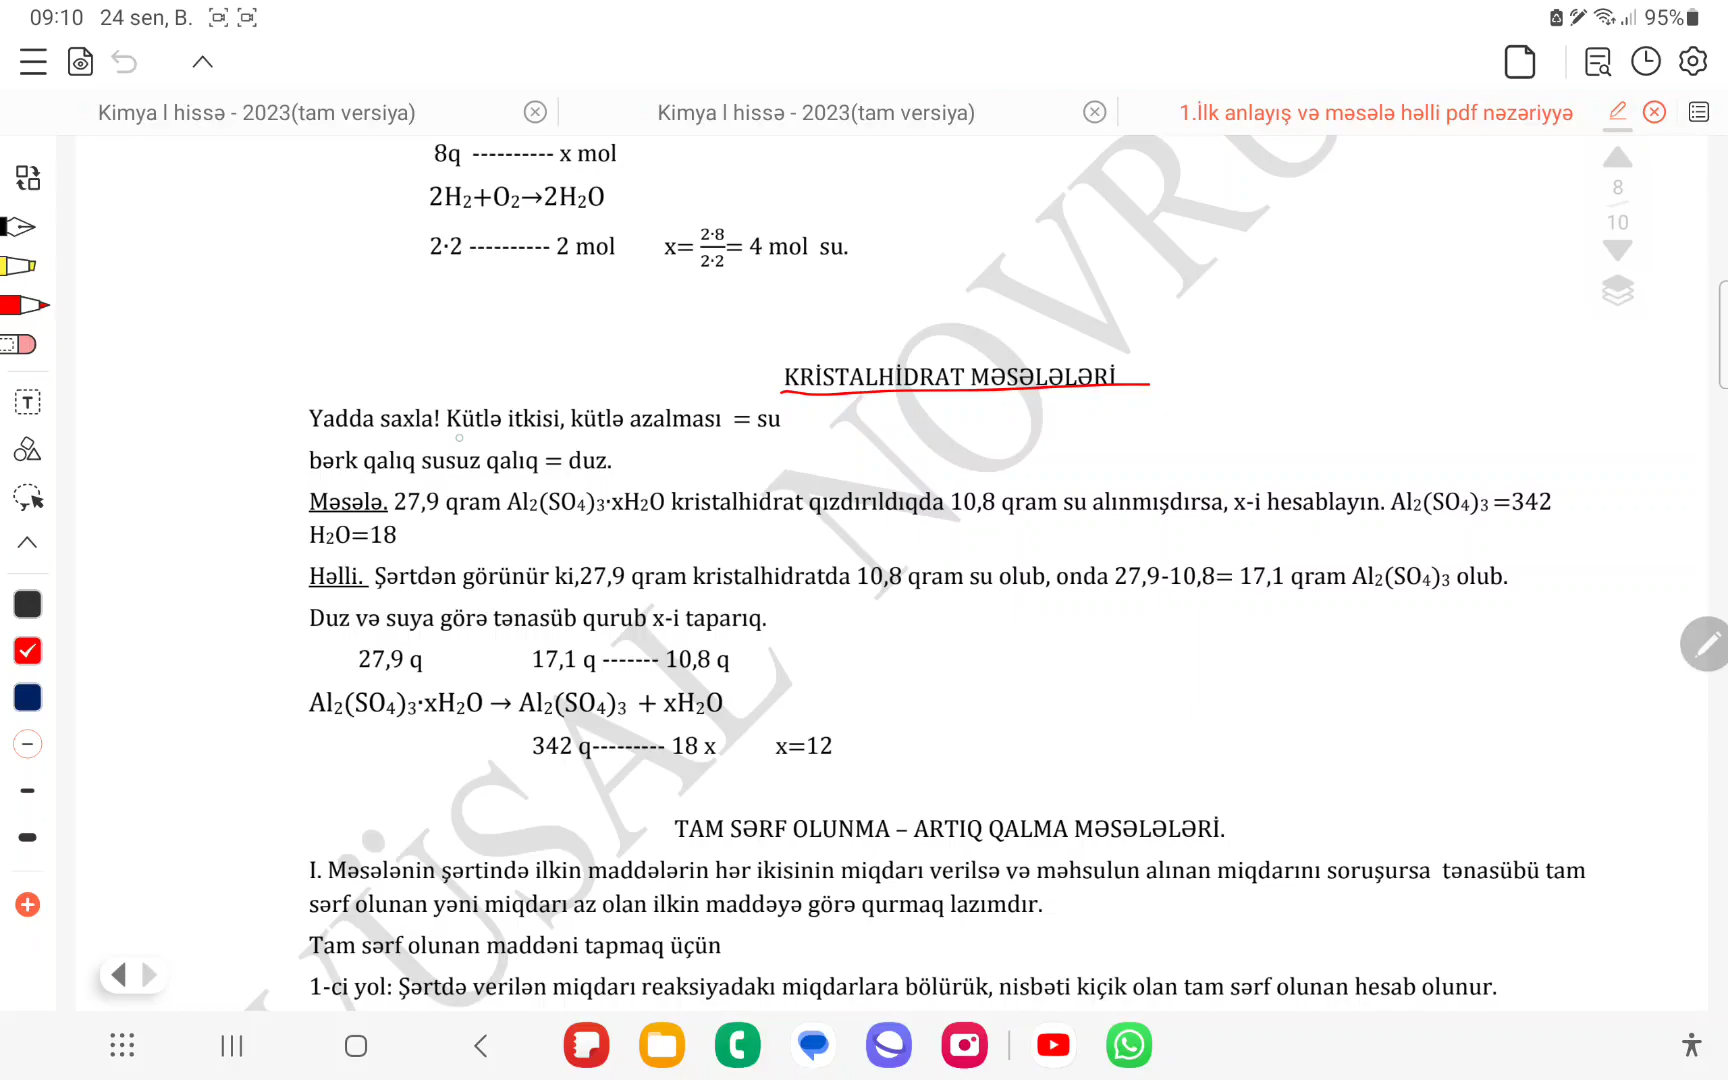 09:10 24 sen, B. 95%
Kimya I hissə - 2023(tam versiya) Kimya I hissə - 2023(tam versiya) 1.İlk anlayış və məsələ həlli pdf nəzəriyyə
8q ---------- x mol
2H₂+O₂→2H₂O
2·2 ---------- 2 mol x= 2·8/2·2 = 4 mol su.
8
10
KRİSTALHİDRAT MƏSƏLƏLƏRİ
Yadda saxla! Kütlə itkisi, kütlə azalması = su
bərk qalıq susuz qalıq = duz.
Məsələ. 27,9 qram Al₂(SO₄)₃·xH₂O kristalhidrat qızdırıldıqda 10,8 qram su alınmışdırsa, x-i hesablayın. Al₂(SO₄)₃ =342
H₂O=18
Həlli. Şərtdən görünür ki,27,9 qram kristalhidratda 10,8 qram su olub, onda 27,9-10,8= 17,1 qram Al₂(SO₄)₃ olub.
Duz və suya görə tənasüb qurub x-i taparıq.
27,9 q 17,1 q ------- 10,8 q
Al₂(SO₄)₃·xH₂O → Al₂(SO₄)₃ + xH₂O
342 q--------- 18 x x=12
TAM SƏRF OLUNMA – ARTIQ QALMA MƏSƏLƏLƏRİ.
I. Məsələnin şərtində ilkin maddələrin hər ikisinin miqdarı verilsə və məhsulun alınan miqdarını soruşursa tənasübü tam
sərf olunan yəni miqdarı az olan ilkin maddəyə görə qurmaq lazımdır.
Tam sərf olunan maddəni tapmaq üçün
1-ci yol: Şərtdə verilən miqdarı reaksiyadakı miqdarlara bölürük, nisbəti kiçik olan tam sərf olunan hesab olunur.
ÜSAL NOVRU